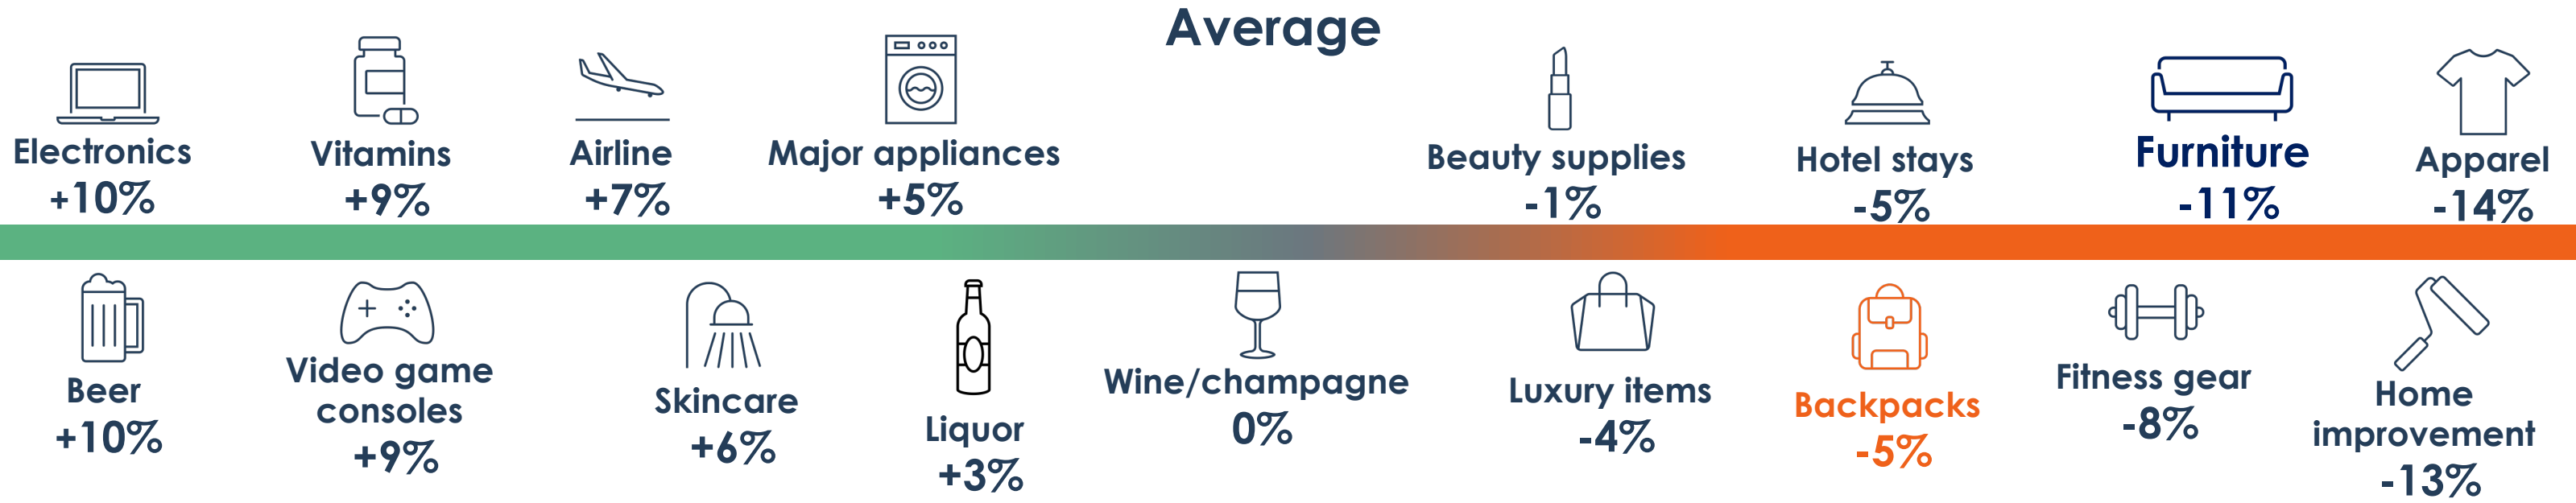 Average
Electronics
+10%
Vitamins
+9%
Airline
+7%
Major appliances
+5%
Beauty supplies
-1%
Hotel stays
-5%
Furniture
-11%
Apparel
-14%
Beer
+10%
Video game
consoles
+9%
Skincare
+6%
Liquor
+3%
Wine/champagne
0%
Luxury items
-4%
Backpacks
-5%
Fitness gear
-8%
Home
improvement
-13%